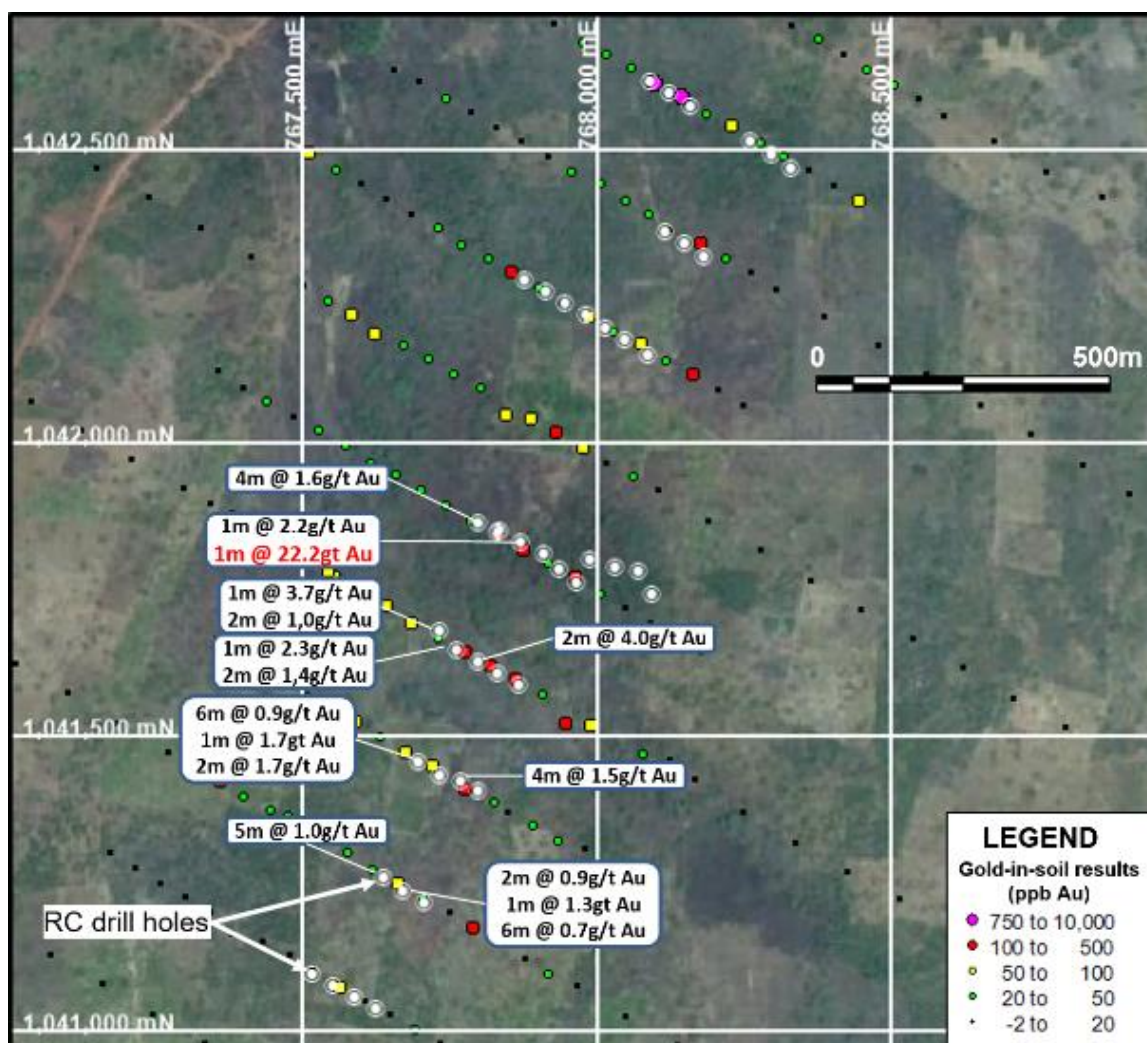 767,500 mE
768,000 mE
768,500 mE
1,042,500 mN
0 500m
1,042,000 mN
4m @ 1.6g/t Au
1m @ 2.2g/t Au
1m @ 22.2gt Au
1m @ 3.7g/t Au
2m @ 1,0g/t Au
2m @ 4.0g/t Au
1m @ 2.3g/t Au
2m @ 1,4g/t Au
6m @ 0.9g/t Au
1m @ 1.7gt Au
2m @ 1.7g/t Au
1,041,500 mN
4m @ 1.5g/t Au
5m @ 1.0g/t Au
2m @ 0.9g/t Au
1m @ 1.3gt Au
6m @ 0.7g/t Au
RC drill holes
1,041,000 mN
LEGEND
Gold-in-soil results
(ppb Au)
750 to 10,000
100 to 500
50 to 100
20 to 50
-2 to 20